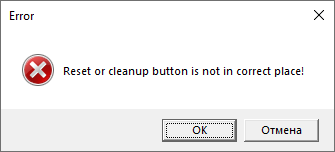 Error
Reset or cleanup button is not in correct place!
OK
Отмена